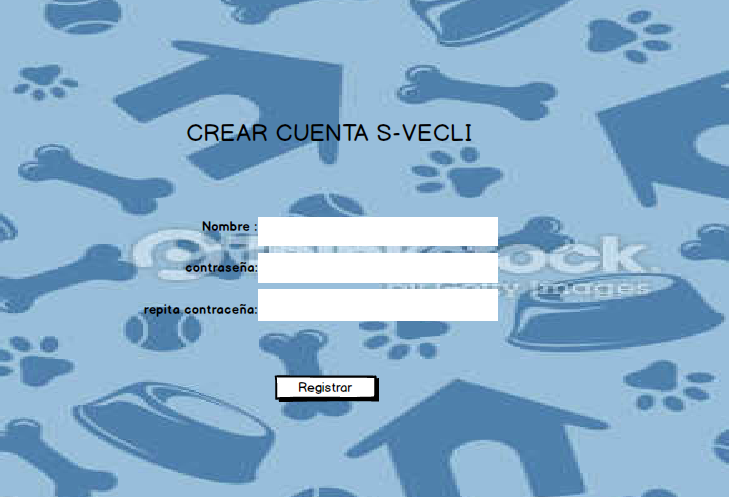 CREAR CUENTA S-VECLI
Nombre :
contraseña:
repita contraceña:
Registrar